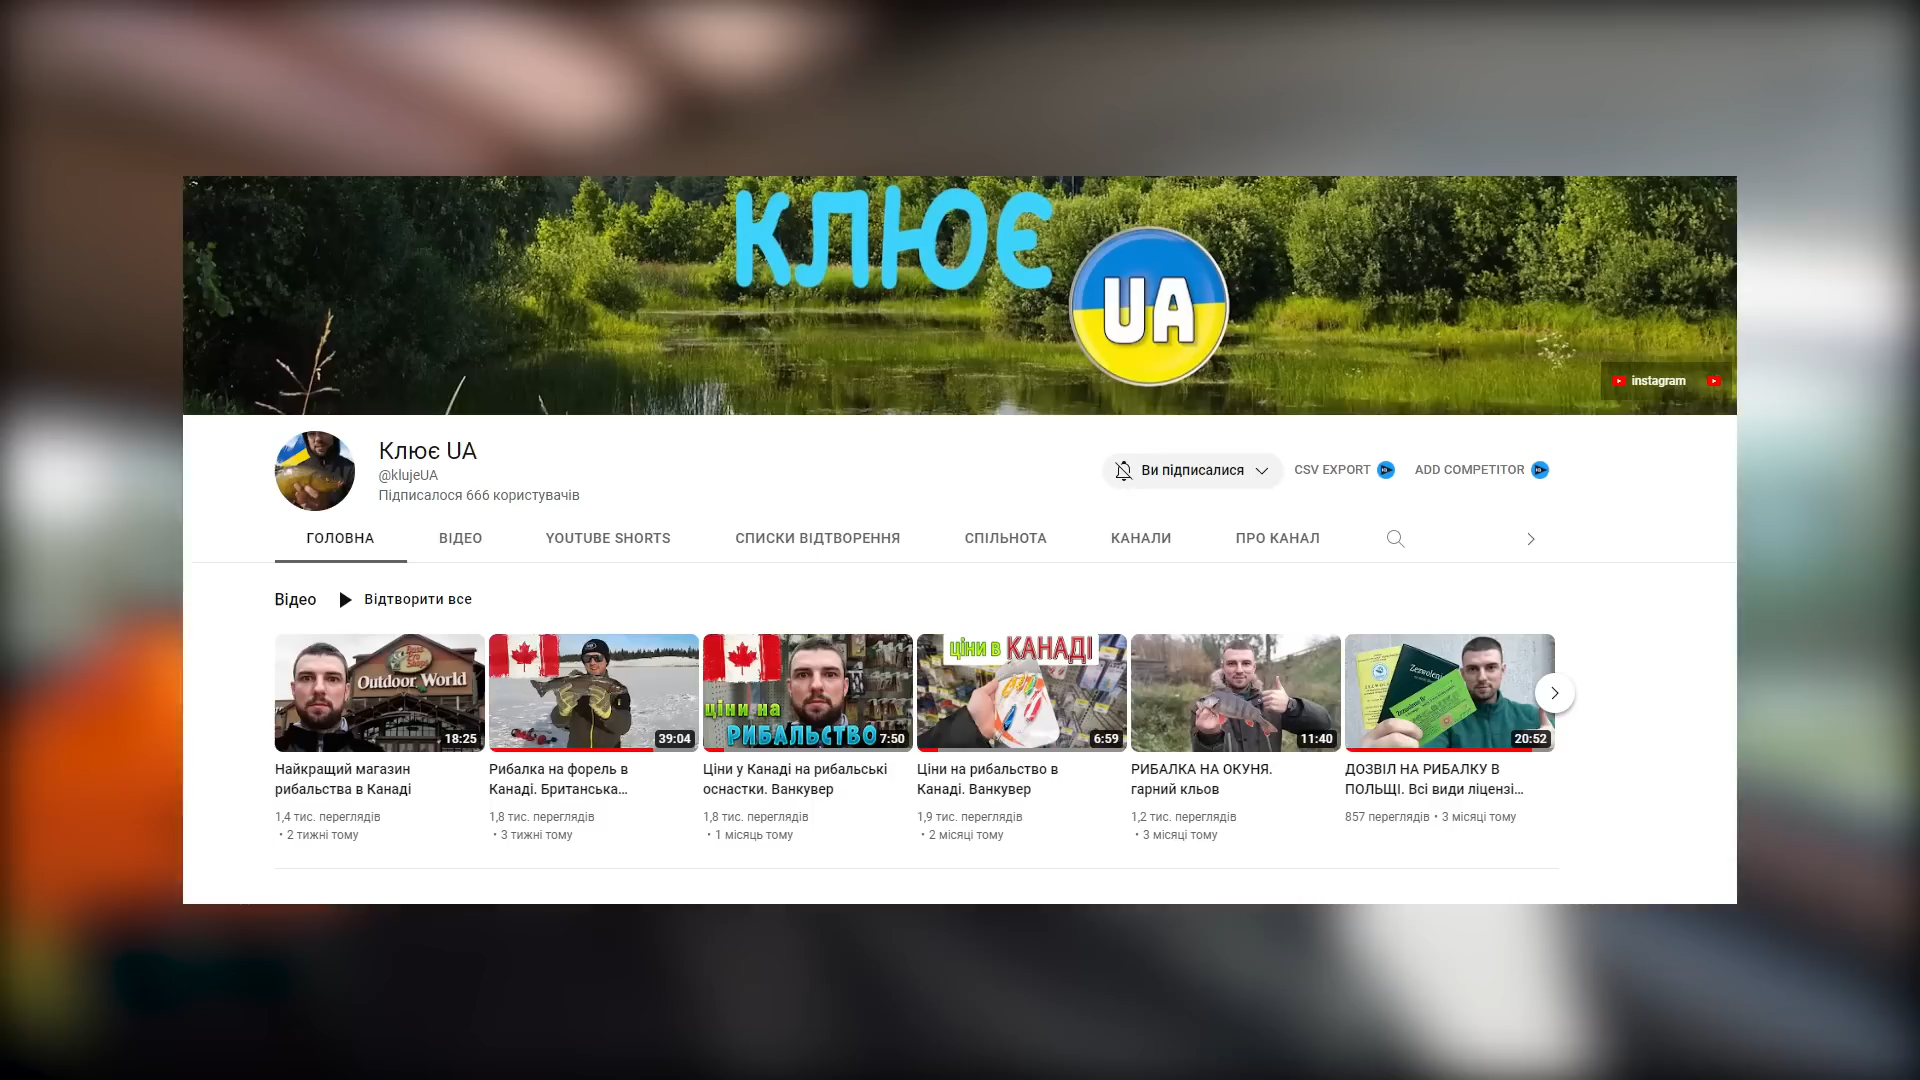 КЛЮЄ
UA
instagram
Клює UA
@klujeUA
Підписалося 666 користувачів
Ви підписалися
CSV EXPORT
ADD COMPETITOR
ГОЛОВНА
ВІДЕО
YOUTUBE SHORTS
СПИСКИ ВІДТВОРЕННЯ
СПІЛЬНОТА
КАНАЛИ
ПРО КАНАЛ
Відео
Відтворити все
Outdoor World
18:25
Найкращий магазин
рибальства в Канаді
1,4 тис. переглядів
• 2 тижні тому
39:04
Рибалка на форель в
Канаді. Британська...
1,8 тис. переглядів
• 3 тижні тому
ціни на
РИБАЛЬСТВО
7:50
Ціни у Канаді на рибальські
оснастки. Ванкувер
1,8 тис. переглядів
• 1 місяць тому
ціни в КАНАДІ
6:59
Ціни на рибальство в
Канаді. Ванкувер
1,9 тис. переглядів
• 2 місяці тому
11:40
РИБАЛКА НА ОКУНЯ.
гарний кльов
1,2 тис. переглядів
• 3 місяці тому
20:52
ДОЗВІЛ НА РИБАЛКУ В
ПОЛЬЩІ. Всі види ліцензі...
857 переглядів • 3 місяці тому